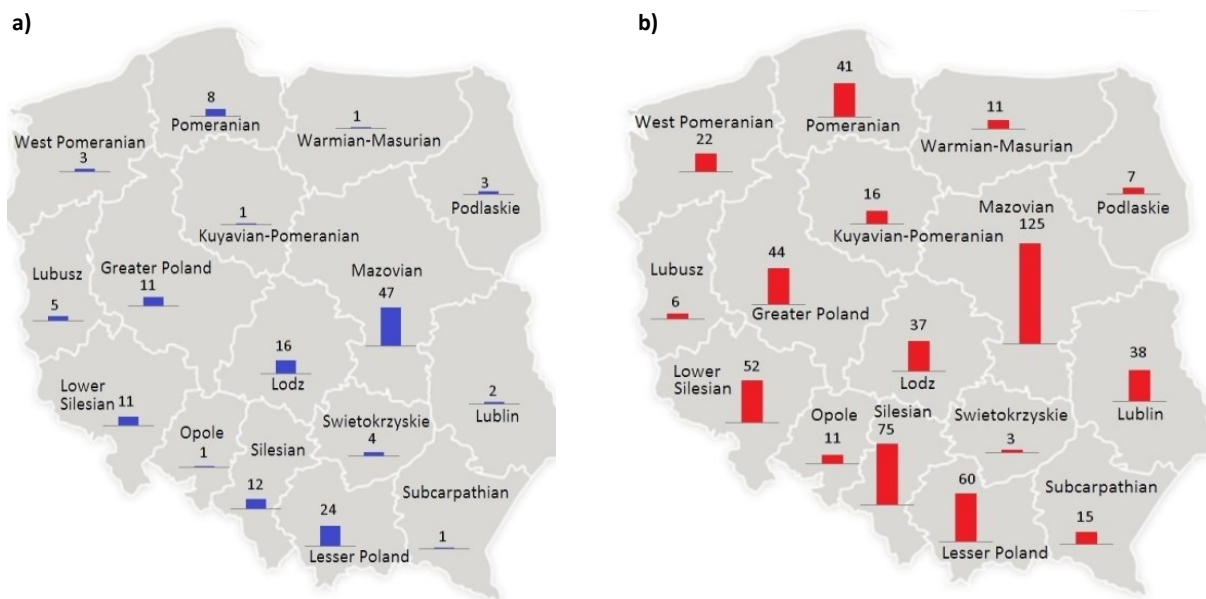 a)
8
Pomeranian
1
Warmian-Masurian
West Pomeranian
3
3
Podlaskie
1
Kuyavian-Pomeranian
Lubusz
5
Greater Poland
11
Mazovian
47
16
Lodz
Lower
Silesian
11
2
Lublin
Opole
1
Silesian
12
Swietokrzyskie
4
24
Lesser Poland
Subcarpathian
1
b)
41
Pomeranian
11
Warmian-Masurian
West Pomeranian
22
7
Podlaskie
16
Kuyavian-Pomeranian
Mazovian
125
Lubusz
6
44
Greater Poland
37
Lodz
Lower
Silesian
52
38
Lublin
Opole
11
Silesian
75
Swietokrzyskie
3
60
Lesser Poland
Subcarpathian
15